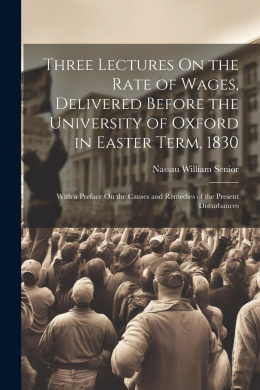 Three Lectures On the
Rate of Wages,
Delivered Before the
University of Oxford
in Easter Term, 1830
Nassau William Senior
With a Preface On the Causes and Remedies of the Present
Disturbances